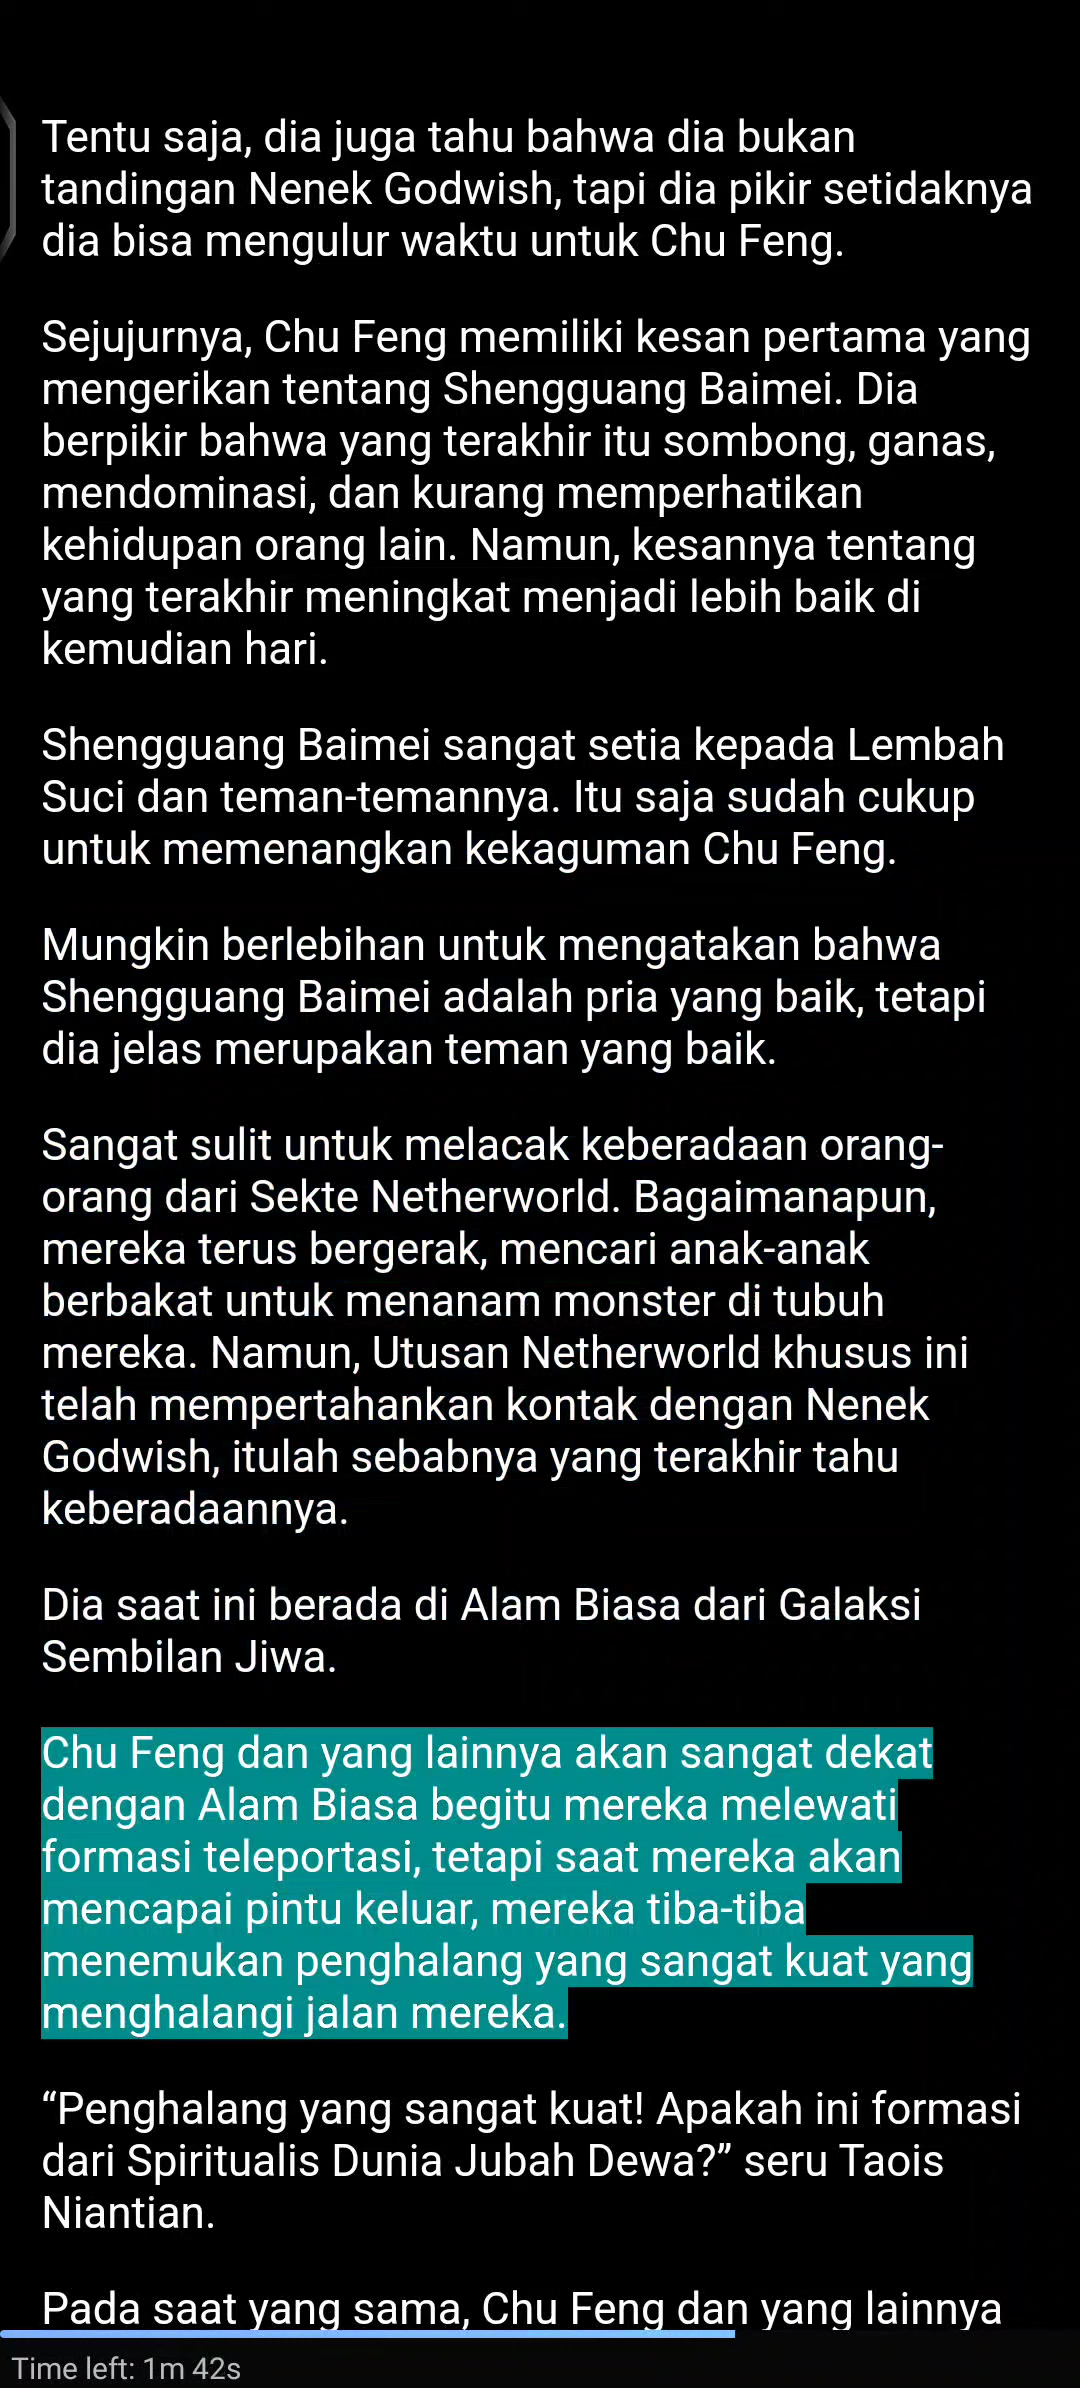 Tentu saja, dia juga tahu bahwa dia bukan
tandingan Nenek Godwish, tapi dia pikir setidaknya
dia bisa mengulur waktu untuk Chu Feng.
Sejujurnya, Chu Feng memiliki kesan pertama yang
mengerikan tentang Shengguang Baimei. Dia
berpikir bahwa yang terakhir itu sombong, ganas,
mendominasi, dan kurang memperhatikan
kehidupan orang lain. Namun, kesannya tentang
yang terakhir meningkat menjadi lebih baik di
kemudian hari.
Shengguang Baimei sangat setia kepada Lembah
Suci dan teman-temannya. Itu saja sudah cukup
untuk memenangkan kekaguman Chu Feng.
Mungkin berlebihan untuk mengatakan bahwa
Shengguang Baimei adalah pria yang baik, tetapi
dia jelas merupakan teman yang baik.
Sangat sulit untuk melacak keberadaan orang-
orang dari Sekte Netherworld. Bagaimanapun,
mereka terus bergerak, mencari anak-anak
berbakat untuk menanam monster di tubuh
mereka. Namun, Utusan Netherworld khusus ini
telah mempertahankan kontak dengan Nenek
Godwish, itulah sebabnya yang terakhir tahu
keberadaannya.
Dia saat ini berada di Alam Biasa dari Galaksi
Sembilan Jiwa.
Chu Feng dan yang lainnya akan sangat dekat
dengan Alam Biasa begitu mereka melewati
formasi teleportasi, tetapi saat mereka akan
mencapai pintu keluar, mereka tiba-tiba
menemukan penghalang yang sangat kuat yang
menghalangi jalan mereka.
“Penghalang yang sangat kuat! Apakah ini formasi
dari Spiritualis Dunia Jubah Dewa?” seru Taois
Niantian.
Pada saat yang sama, Chu Feng dan yang lainnya
Time left: 1m 42s